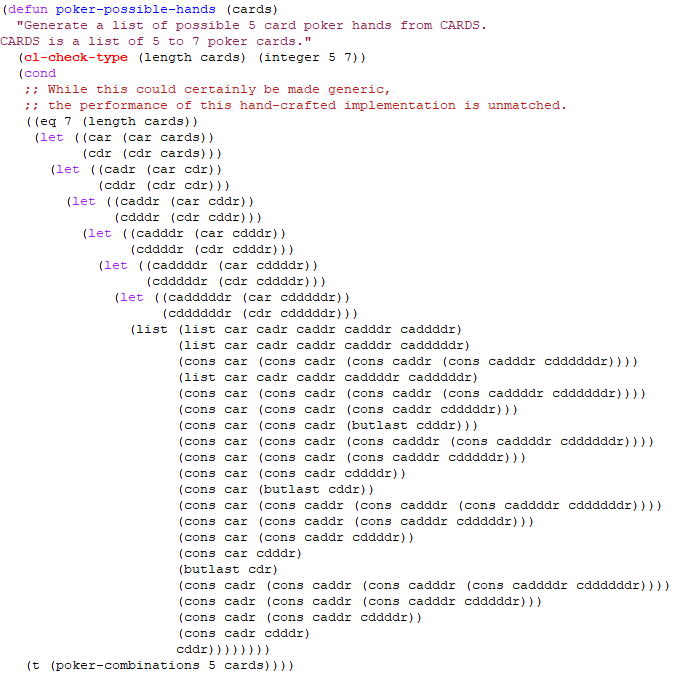 (defun poker-possible-hands (cards)
  "Generate a list of possible 5 card poker hands from CARDS.
CARDS is a list of 5 to 7 poker cards."
  (cl-check-type (length cards) (integer 5 7))
  (cond
   ;; While this could certainly be made generic,
   ;; the performance of this hand-crafted implementation is unmatched.
   ((eq 7 (length cards))
    (let ((car (car cards))
          (cdr (cdr cards)))
      (let ((cadr (car cdr))
            (cddr (cdr cdr)))
        (let ((caddr (car cddr))
              (cdddr (cdr cddr)))
          (let ((cadddr (car cdddr))
                (cddddr (cdr cdddr)))
            (let ((caddddr (car cddddr))
                  (cdddddr (cdr cddddr)))
              (let ((cadddddr (car cdddddr))
                    (cddddddr (cdr cdddddr)))
                (list (list car cadr caddr cadddr caddddr)
                      (list car cadr caddr cadddr cadddddr)
                      (cons car (cons cadr (cons caddr (cons cadddr cddddddr))))
                      (list car cadr caddr caddddr cadddddr)
                      (cons car (cons cadr (cons caddr (cons caddddr cddddddr))))
                      (cons car (cons cadr (cons caddr cdddddr)))
                      (cons car (cons cadr (butlast cdddr)))
                      (cons car (cons cadr (cons cadddr (cons caddddr cddddddr))))
                      (cons car (cons cadr (cons cadddr cdddddr)))
                      (cons car (cons cadr cddddr))
                      (cons car (butlast cddr))
                      (cons car (cons caddr (cons cadddr (cons caddddr cddddddr))))
                      (cons car (cons caddr (cons cadddr cdddddr)))
                      (cons car (cons caddr cddddr))
                      (cons car cdddr)
                      (butlast cdr)
                      (cons cadr (cons caddr (cons cadddr (cons caddddr cddddddr))))
                      (cons cadr (cons caddr (cons cadddr cdddddr)))
                      (cons cadr (cons caddr cddddr))
                      (cons cadr cdddr)
                      cddr))))))))
   (t (poker-combinations 5 cards))))